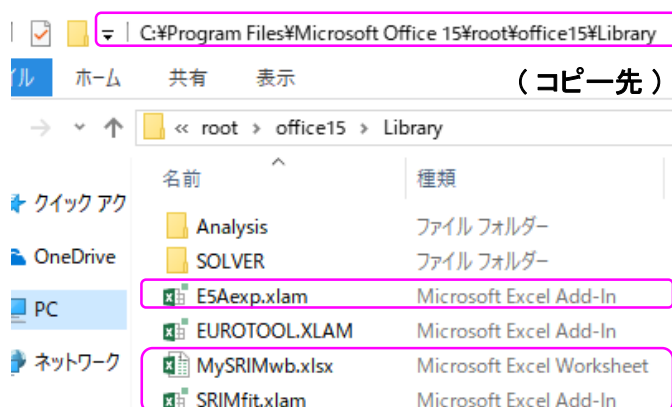 C:¥Program Files¥Microsoft Office 15¥root¥office15¥Library
イル ホーム 共有 表示 ( コピー先 )
« root > office15 > Library
名前 種類
クイック アク
Analysis ファイル フォルダー
OneDrive
SOLVER ファイル フォルダー
E5Aexp.xlam Microsoft Excel Add-In
PC
EUROTOOL.XLAM Microsoft Excel Add-In
ネットワーク
MySRIMwb.xlsx Microsoft Excel Worksheet
SRIMfit.xlam Microsoft Excel Add-In